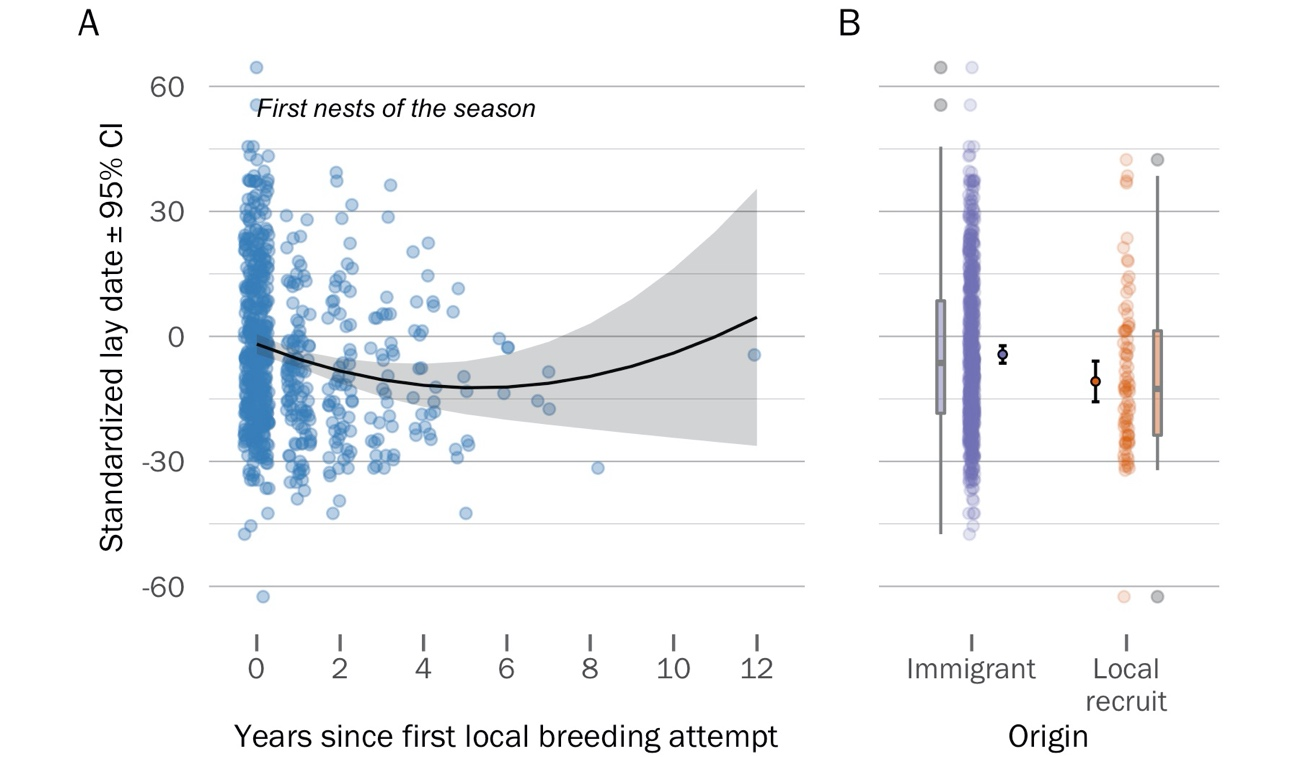 A
B
Standardized lay date ± 95% CI
60
30
0
-30
-60
First nests of the season
0 2 4 6 8 10 12
Immigrant
Local
recruit
Years since first local breeding attempt
Origin